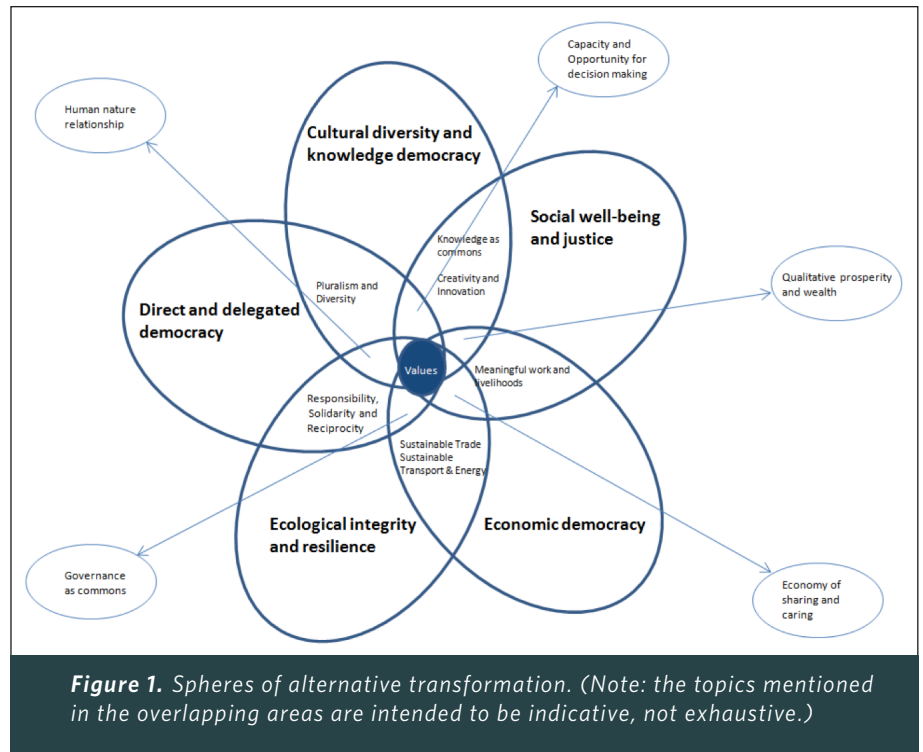 Capacity and
Opportunity for
decision making
Human nature
relationship
Cultural diversity and
knowledge democracy
Social well-being
and justice
Knowledge as
commons
Creativity and
Innovation
Qualitative prosperity
and wealth
Pluralism and
Diversity
Direct and delegated
democracy
Values
Meaningful work and
livelihoods
Responsibility,
Solidarity and
Reciprocity
Sustainable Trade
Sustainable
Transport & Energy
Ecological integrity
and resilience
Economic democracy
Governance
as commons
Economy of
sharing and
caring
Figure 1. Spheres of alternative transformation. (Note: the topics mentioned
in the overlapping areas are intended to be indicative, not exhaustive.)